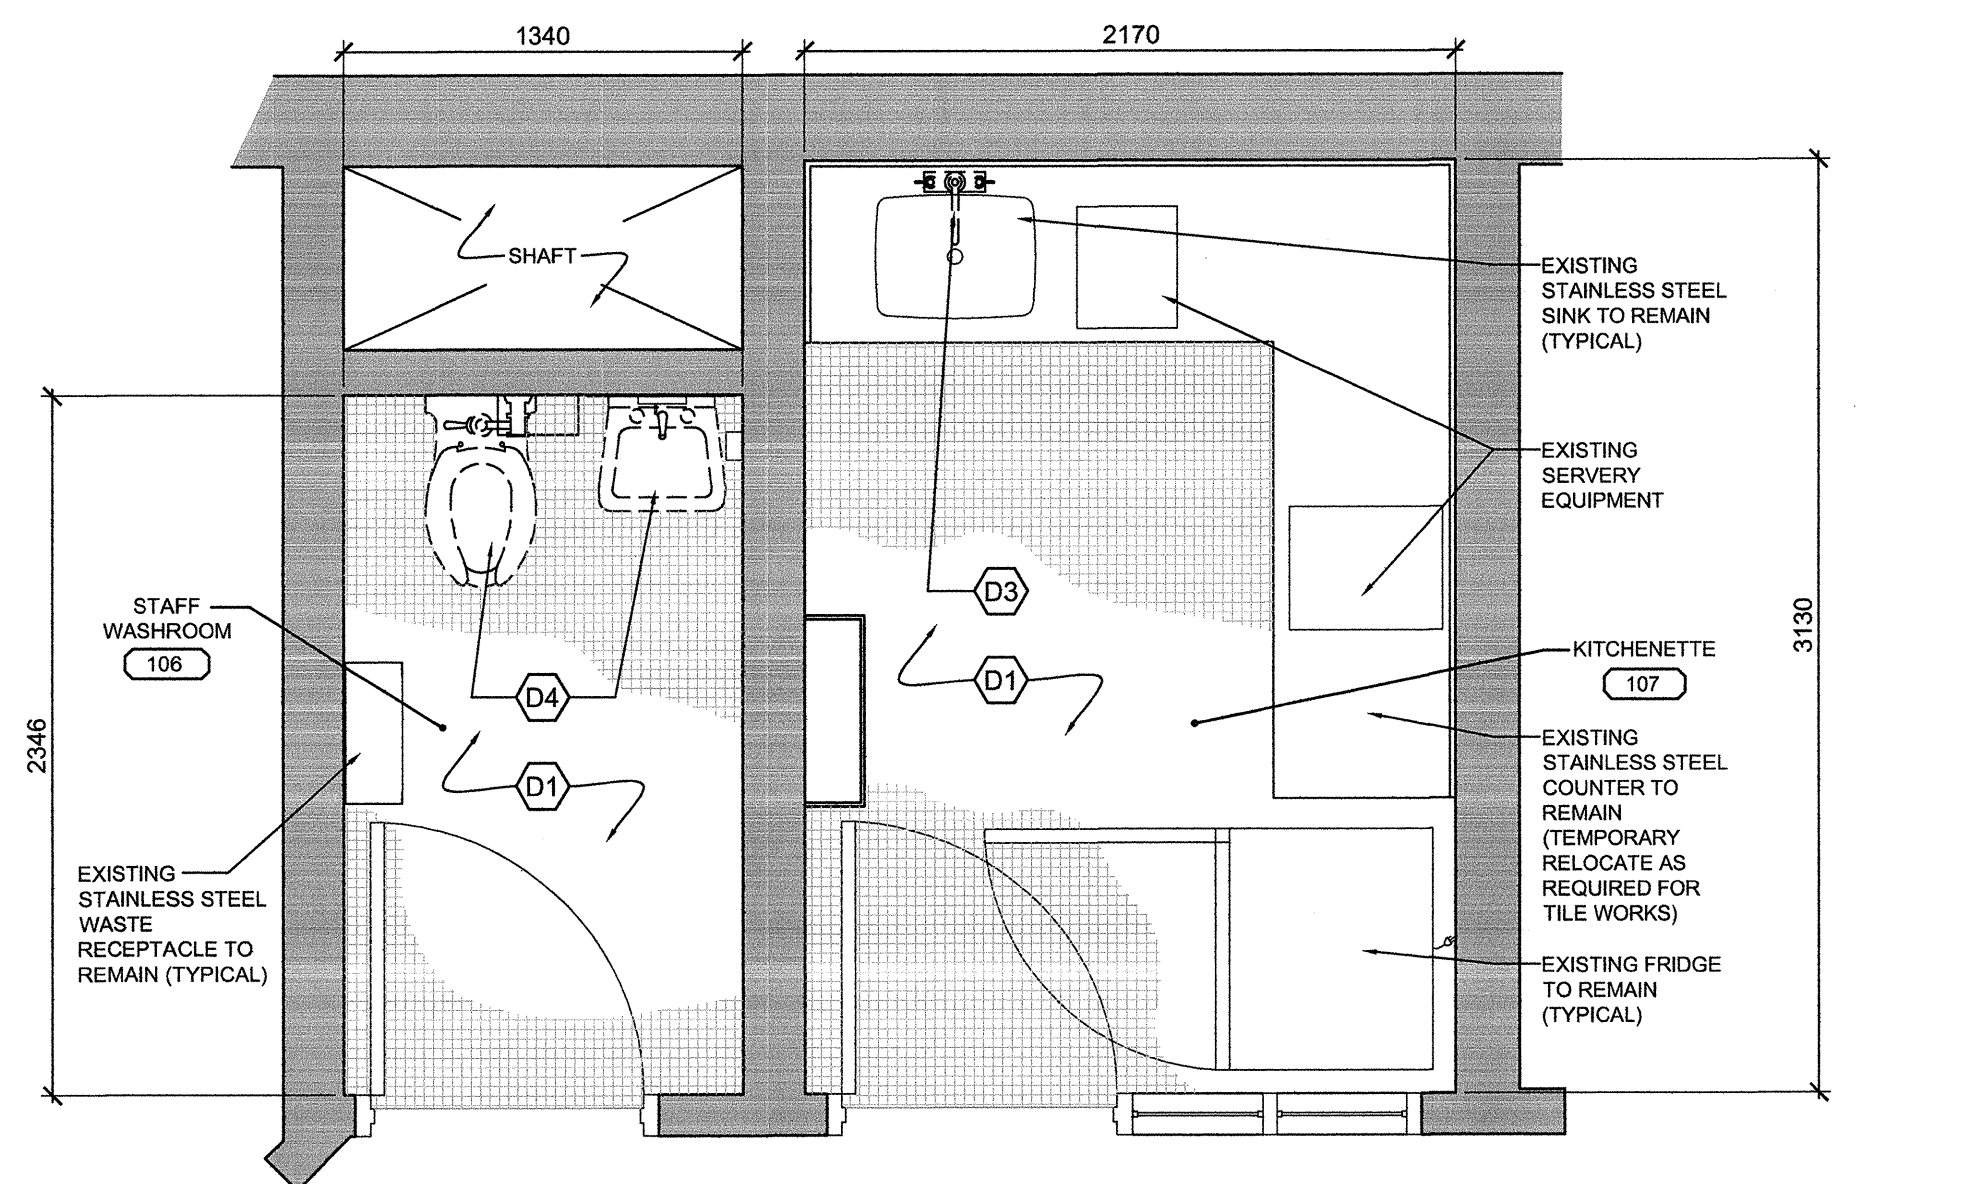 1340
2170
SHAFT
EXISTING
STAINLESS STEEL
SINK TO REMAIN
(TYPICAL)
EXISTING
SERVERY
EQUIPMENT
D3
STAFF
WASHROOM
106
3130
KITCHENETTE
107
D4
D1
2346
D1
EXISTING
STAINLESS STEEL
COUNTER TO
REMAIN
(TEMPORARY
RELOCATE AS
REQUIRED FOR
TILE WORKS)
EXISTING
STAINLESS STEEL
WASTE
RECEPTACLE TO
REMAIN (TYPICAL)
EXISTING FRIDGE
TO REMAIN
(TYPICAL)